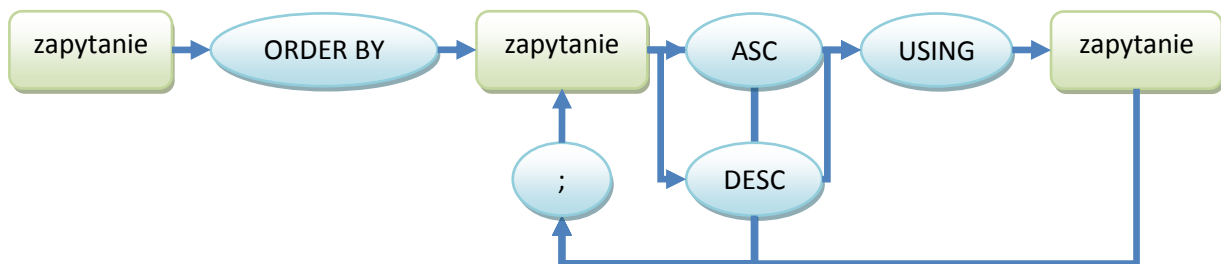 zapytanie
ORDER BY
zapytanie
ASC
USING
zapytanie
;
DESC